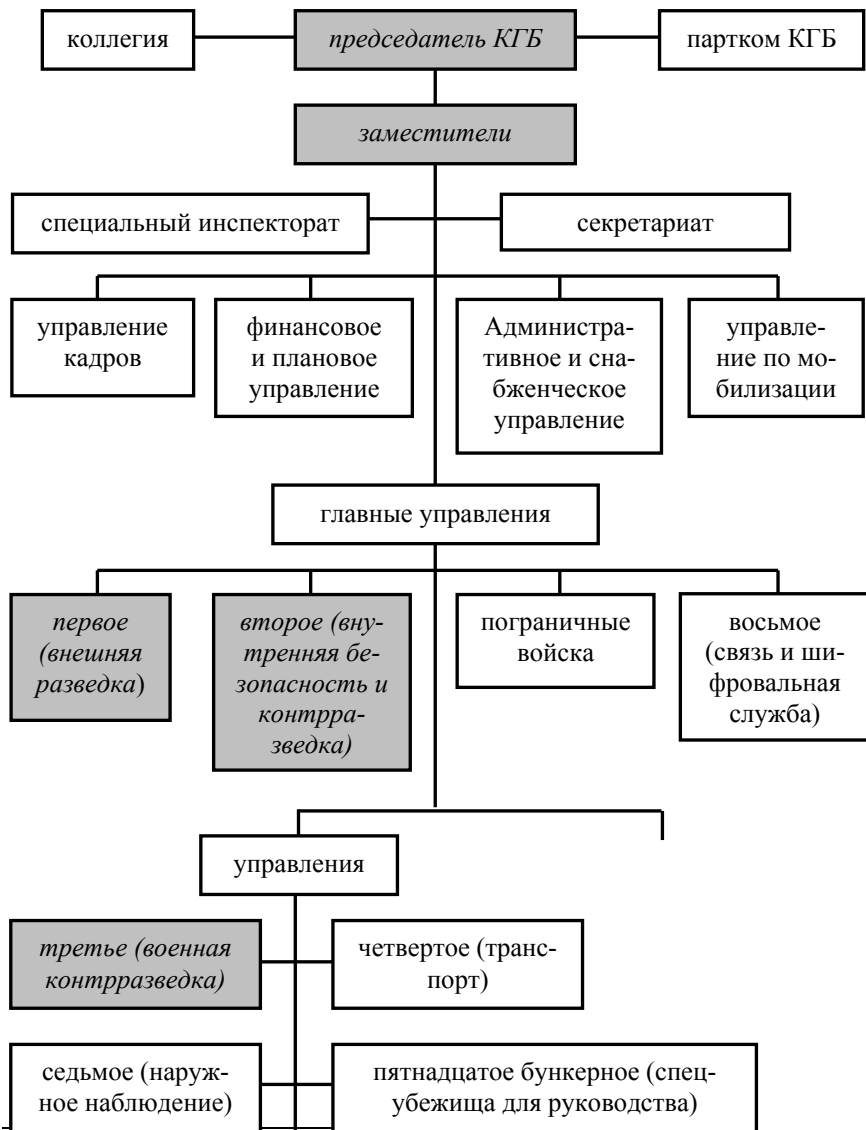 коллегия
председатель КГБ
партком КГБ
заместители
специальный инспекторат
секретариат
управление
кадров
финансовое
и плановое
управление
Администра-
тивное и сна-
бженческое
управление
управле-
ние по мо-
билизации
главные управления
первое
(внешняя
разведка)
второе (вну-
тренняя бе-
зопасность и
контрра-
зведка)
пограничные
войска
восьмое
(связь и ши-
фровальная
служба)
управления
третье (военная
контрразведка)
четвертое (транс-
порт)
седьмое (наруж-
ное наблюдение)
пятнадцатое бункерное (спец-
убежища для руководства)